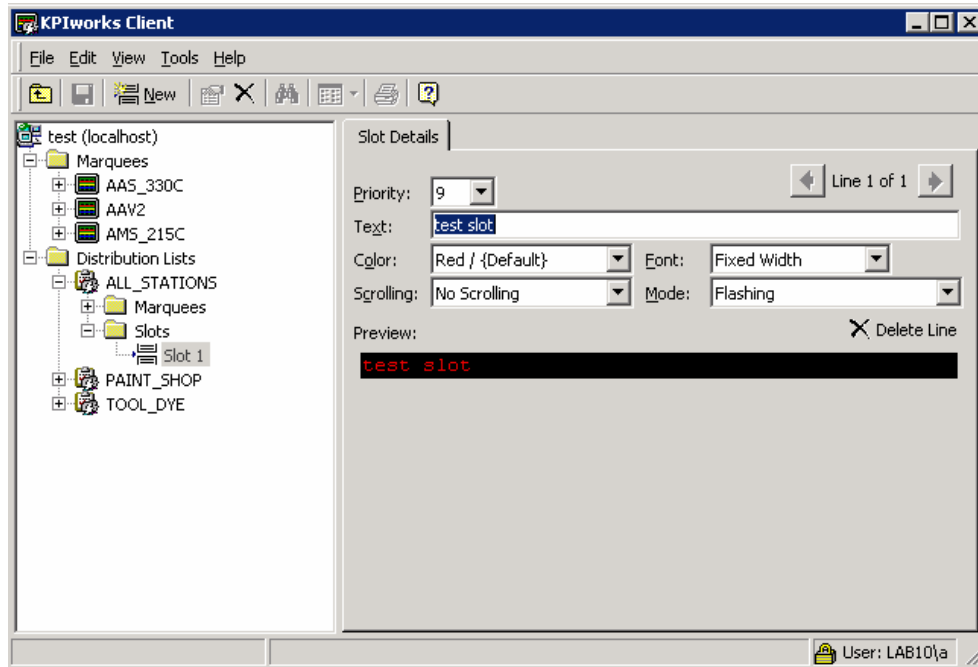 KPIworks Client
File Edit View Tools Help
New
test (localhost)
Marquees
AAS_330C
AAV2
AMS_215C
Distribution Lists
ALL_STATIONS
Marquees
Slots
Slot 1
PAINT_SHOP
TOOL_DYE
Slot Details
Priority: 9 Line 1 of 1
Text: test slot
Color: Red / {Default} Font: Fixed Width
Scrolling: No Scrolling Mode: Flashing
Preview: Delete Line
test slot
User: LAB10\a